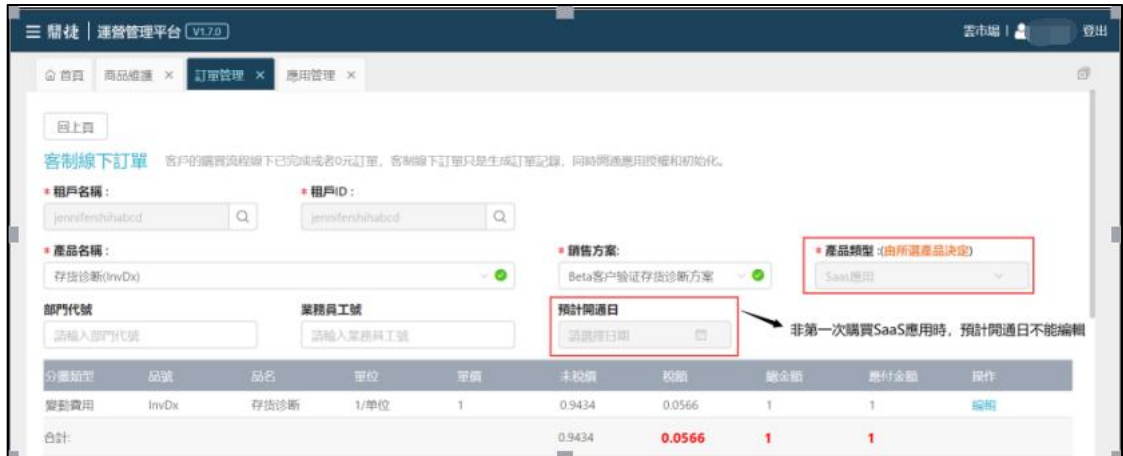 鼎捷 運營管理平台 V1.7.0 雲市場 登出
首頁 商品維護 × 訂單管理 × 應用管理 ×
回上頁
客制線下訂單 客戶的購買流程線下已完成或者0元訂單，客制線下訂單只是生成訂單記錄，同時開通應用授權和初始化。
* 租戶名稱 : * 租戶ID :
jennifershihabcd jennifershihabcd
* 產品名稱 : * 銷售方案: * 產品類型 :(由所選產品決定)
存货诊断(InvDx) Beta客户验证存货诊断方案 SaaS應用
部門代號 業務員工號 預計開通日
請輸入部門代號 請輸入業務員工號 請選擇日期 非第一次購買SaaS應用時，預計開通日不能編輯
分攤類型 品號 品名 單位 單價 未稅價 稅額 總金額 應付金額 操作
變動費用 InvDx 存货诊断 1/单位 1 0.9434 0.0566 1 1 編輯
合計: 0.9434 0.0566 1 1